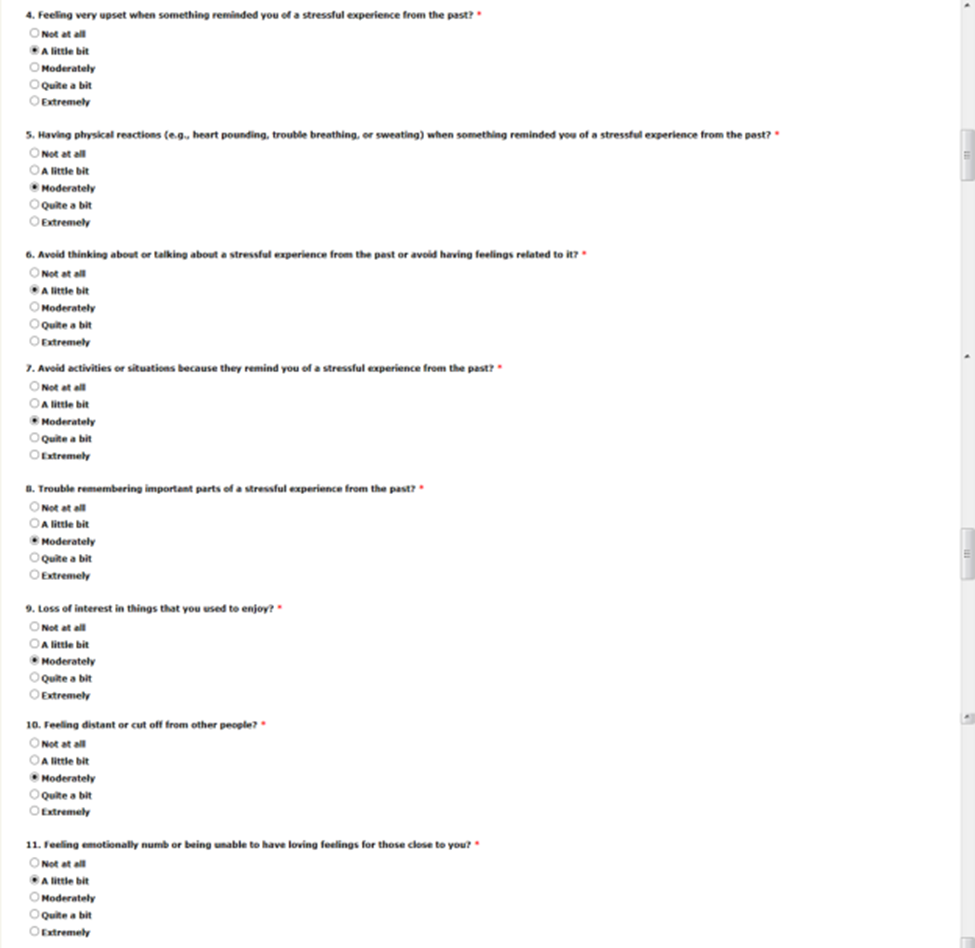 4. Feeling very upset when something reminded you of a stressful experience from the past? *
Not at all
A little bit
Moderately
Quite a bit
Extremely
5. Having physical reactions (e.g., heart pounding, trouble breathing, or sweating) when something reminded you of a stressful experience from the past? *
Not at all
A little bit
Moderately
Quite a bit
Extremely
6. Avoid thinking about or talking about a stressful experience from the past or avoid having feelings related to it? *
Not at all
A little bit
Moderately
Quite a bit
Extremely
7. Avoid activities or situations because they remind you of a stressful experience from the past? *
Not at all
A little bit
Moderately
Quite a bit
Extremely
8. Trouble remembering important parts of a stressful experience from the past? *
Not at all
A little bit
Moderately
Quite a bit
Extremely
9. Loss of interest in things that you used to enjoy? *
Not at all
A little bit
Moderately
Quite a bit
Extremely
10. Feeling distant or cut off from other people? *
Not at all
A little bit
Moderately
Quite a bit
Extremely
11. Feeling emotionally numb or being unable to have loving feelings for those close to you? *
Not at all
A little bit
Moderately
Quite a bit
Extremely